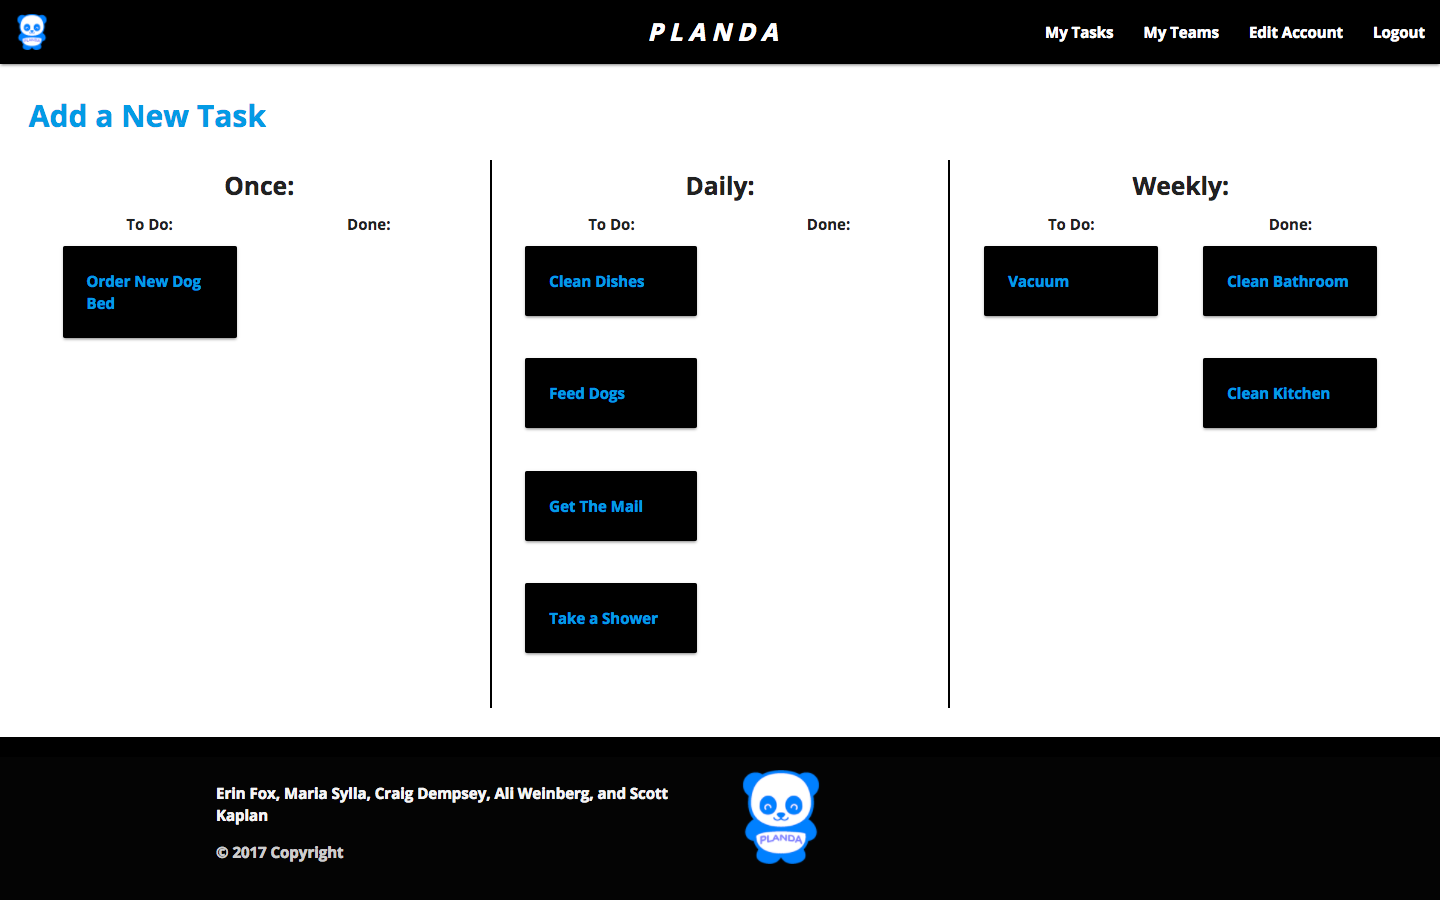 PLANDA
My Tasks
My Teams
Edit Account
Logout
Add a New Task
Once:
To Do:
Done:
Order New Dog
Bed
Daily:
To Do:
Done:
Clean Dishes
Feed Dogs
Get The Mail
Take a Shower
Weekly:
To Do:
Done:
Vacuum
Clean Bathroom
Clean Kitchen
Erin Fox, Maria Sylla, Craig Dempsey, Ali Weinberg, and Scott
Kaplan
© 2017 Copyright
PLANDA